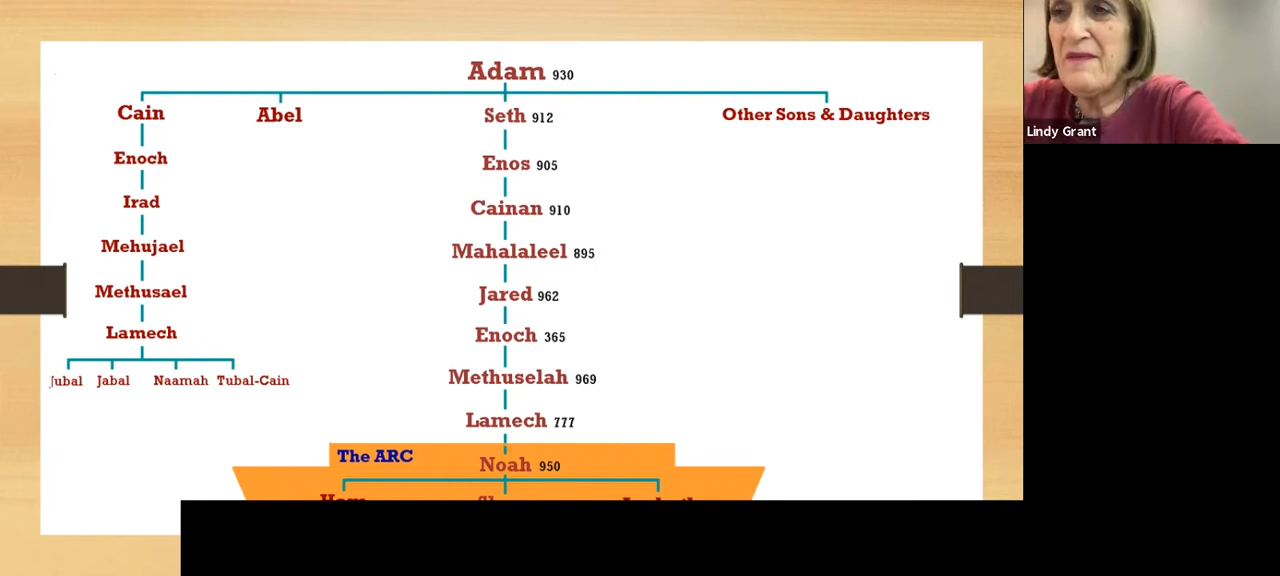 Adam 930
Cain Abel Seth 912 Other Sons & Daughters
Enoch Enos 905
Irad Cainan 910
Mehujael Mahalaleel 895
Methusael Jared 962
Lamech Enoch 365
Jubal Jabal Naamah Tubal-Cain Methuselah 969
Lamech 777
The ARC Noah 950
Lindy Grant